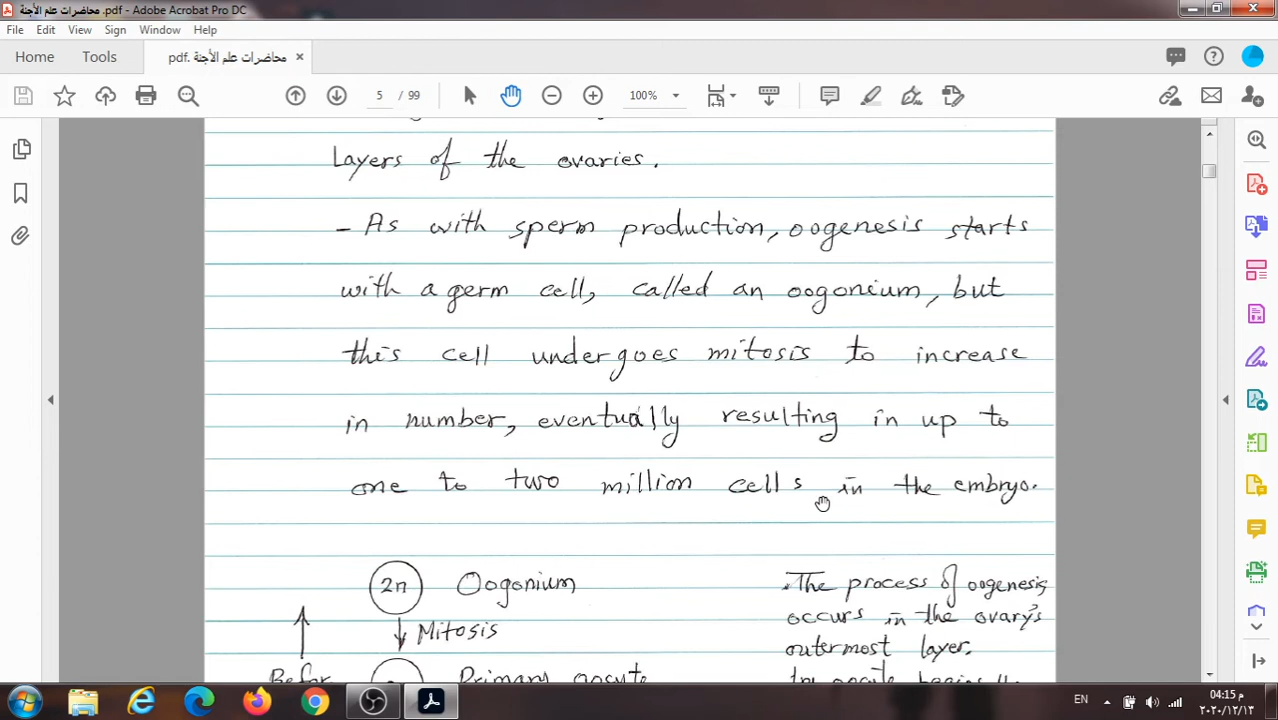 محاضرات علم الأجنة.pdf - Adobe Acrobat Pro DC
File Edit View Sign Window Help
Home Tools محاضرات علم الأجنة.pdf ×
5 / 99 100%
Layers of the ovaries.
- As with sperm production, oogenesis starts
with a germ cell, called an oogonium, but
this cell undergoes mitosis to increase
in number, eventually resulting in up to
one to two million cells in the embryo.
2n Oogonium
Mitosis
Primary oocyte
Befor
The process of oogenesis
occurs in the ovary's
outermost layer.
EN 04:15 م
٢٠٢٠/١٢/١٣